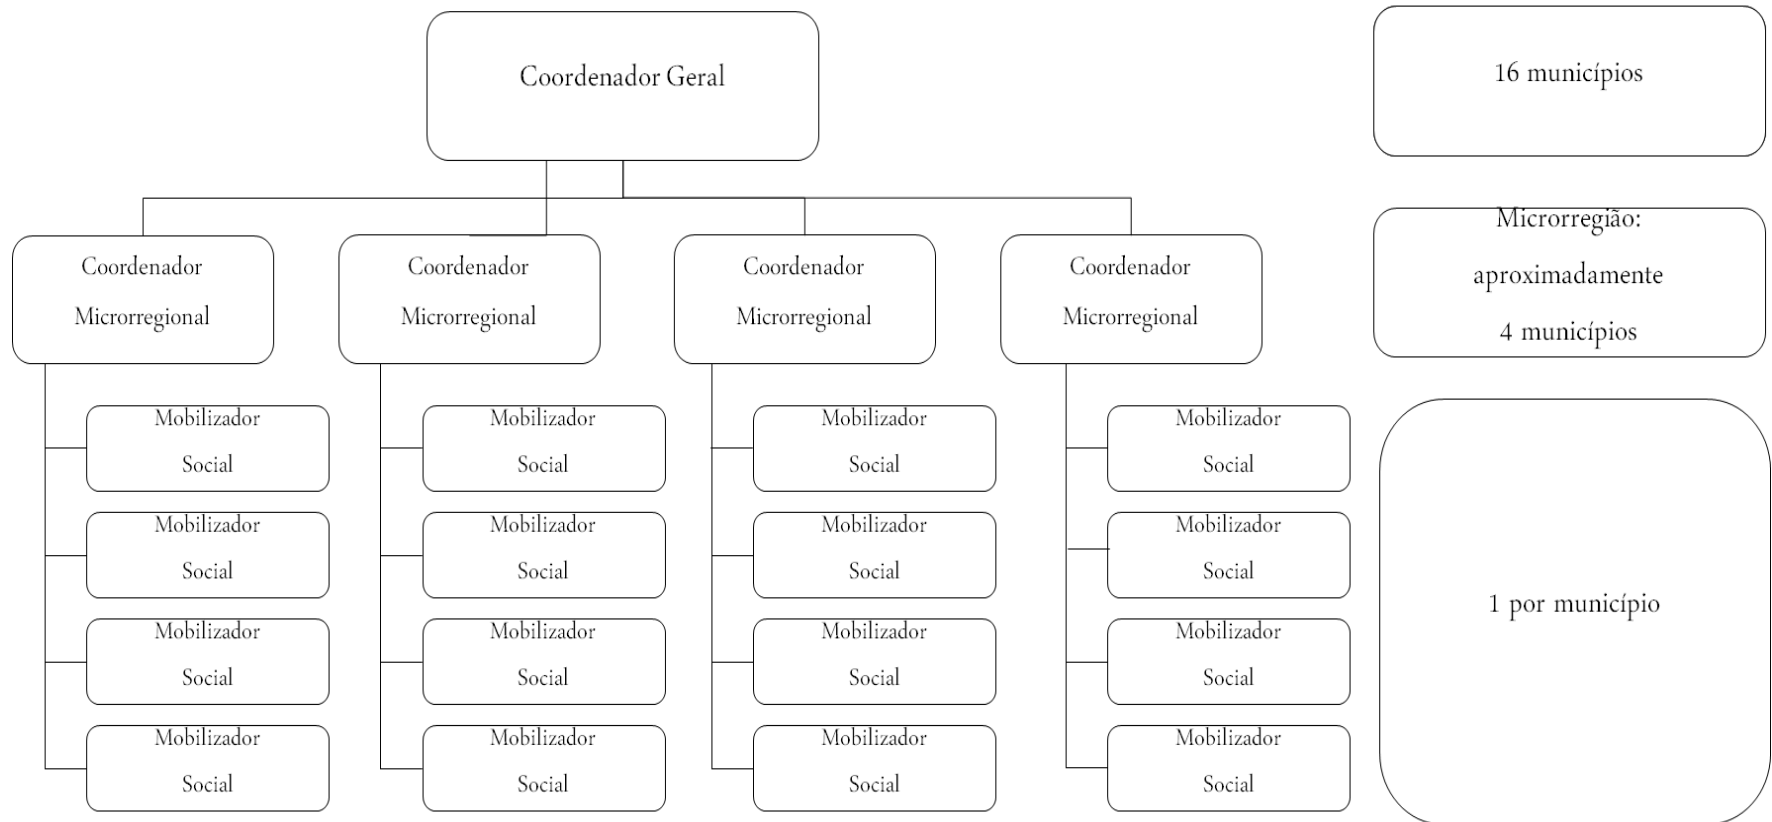 Coordenador Geral
16 municípios
Coordenador
Microrregional
Coordenador
Microrregional
Coordenador
Microrregional
Coordenador
Microrregional
Microrregião:
aproximadamente
4 municípios
Mobilizador
Social
Mobilizador
Social
Mobilizador
Social
Mobilizador
Social
Mobilizador
Social
Mobilizador
Social
Mobilizador
Social
Mobilizador
Social
Mobilizador
Social
Mobilizador
Social
Mobilizador
Social
Mobilizador
Social
Mobilizador
Social
Mobilizador
Social
Mobilizador
Social
Mobilizador
Social
1 por município